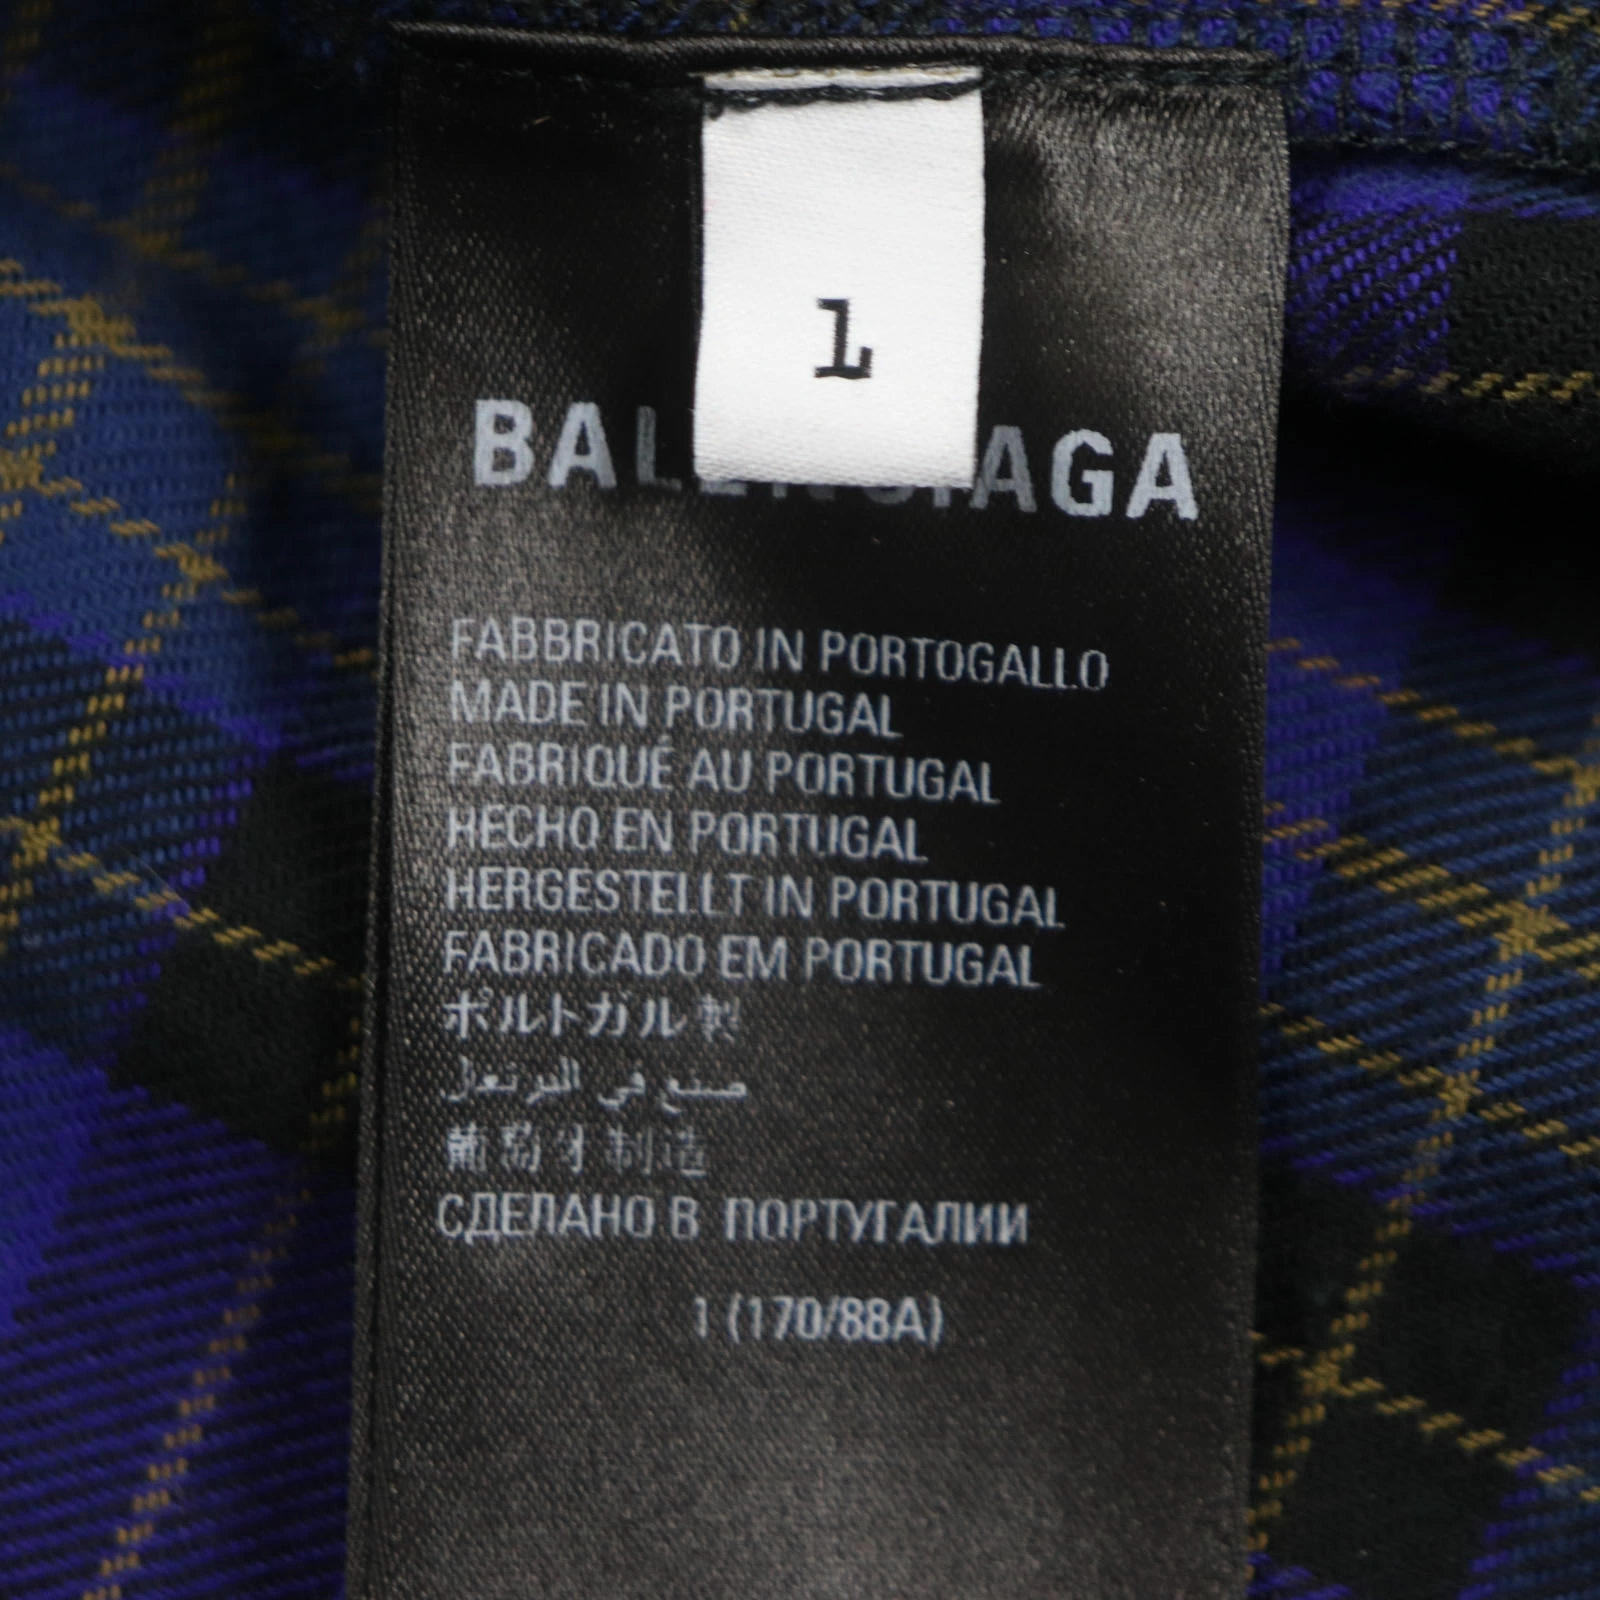 1
BALENCIAGA
FABBRICATO IN PORTOGALLO
MADE IN PORTUGAL
FABRIQUÉ AU PORTUGAL
HECHO EN PORTUGAL
HERGESTELLT IN PORTUGAL
FABRICADO EM PORTUGAL
ポルトガル製
صنع في البرتغال
葡萄牙制造
СДЕЛАНО В ПОРТУГАЛИИ
1 (170/88A)